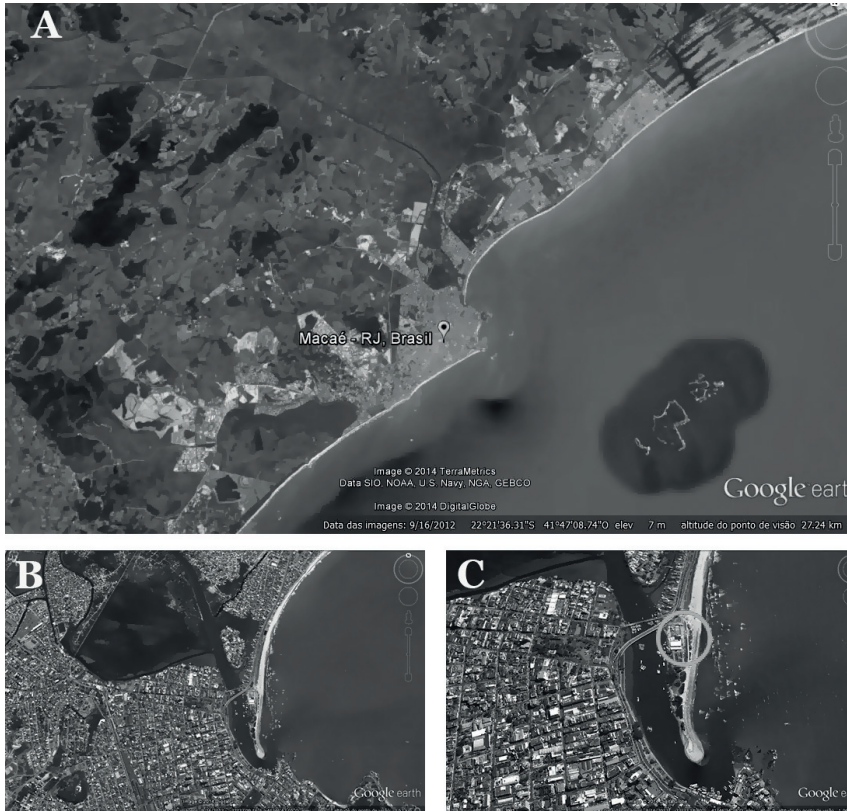 A
Macaé - RJ, Brasil
Image © 2014 TerraMetrics
Data SIO, NOAA, U.S. Navy, NGA, GEBCO
Image © 2014 DigitalGlobe
Google eart
Data das imagens: 9/16/2012 22°21'36.31"S 41°47'08.74"O elev 7 m altitude do ponto de visão 27.24 km
B
Google earth
C
Google e